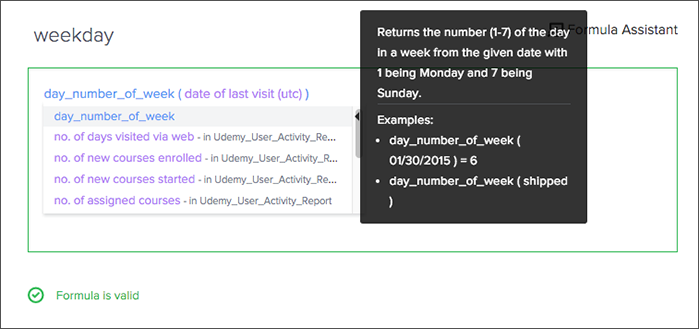 weekday
Formula Assistant
day_number_of_week ( date of last visit (utc) )
day_number_of_week
no. of days visited via web - in Udemy_User_Activity_Re...
no. of new courses enrolled - in Udemy_User_Activity_R...
no. of new courses started - in Udemy_User_Activity_Re...
no. of assigned courses - in Udemy_User_Activity_Report
Returns the number (1-7) of the day
in a week from the given date with
1 being Monday and 7 being
Sunday.
Examples:
• day_number_of_week (
01/30/2015 ) = 6
• day_number_of_week ( shipped
)
Formula is valid